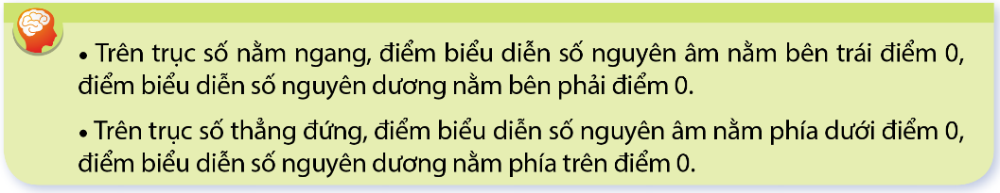 • Trên trục số nằm ngang, điểm biểu diễn số nguyên âm nằm bên trái điểm 0,
điểm biểu diễn số nguyên dương nằm bên phải điểm 0.
• Trên trục số thẳng đứng, điểm biểu diễn số nguyên âm nằm phía dưới điểm 0,
điểm biểu diễn số nguyên dương nằm phía trên điểm 0.